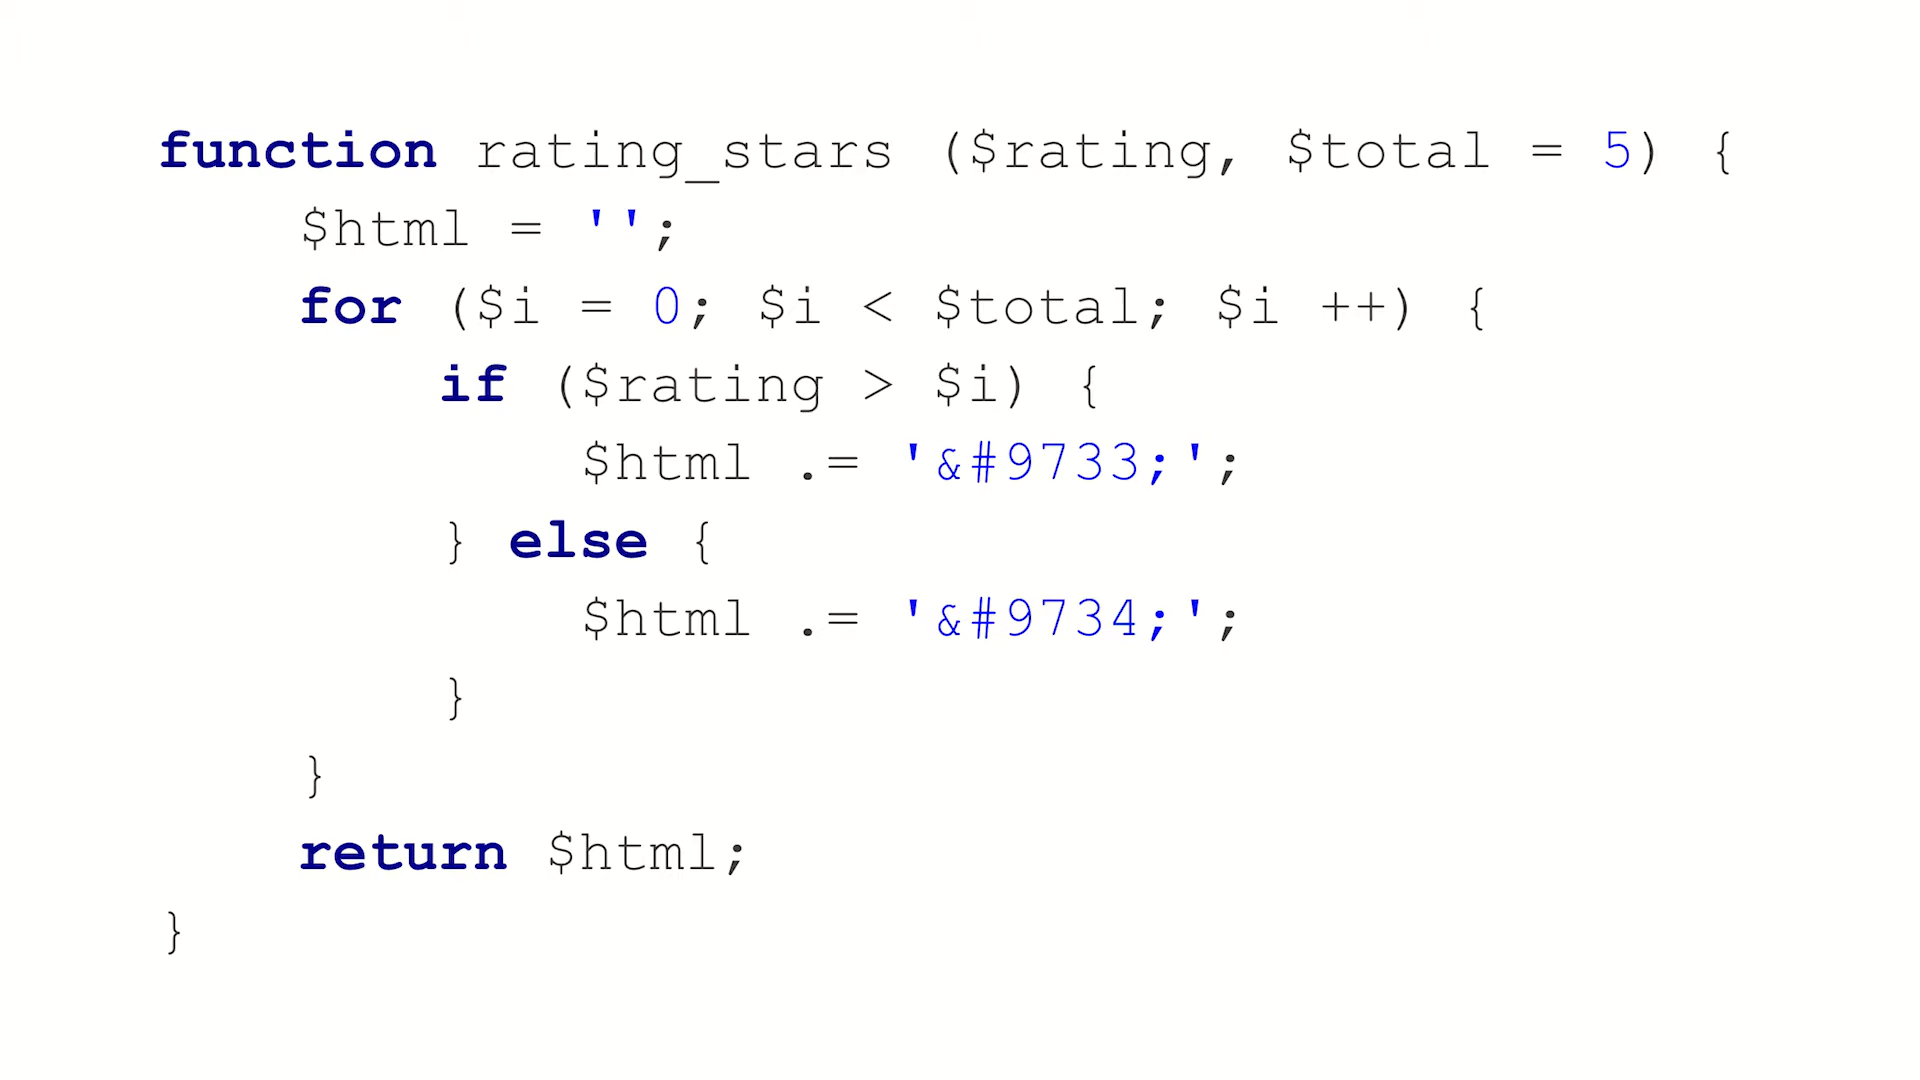 function rating_stars ($rating, $total = 5) {
    $html = '';
    for ($i = 0; $i < $total; $i ++) {
        if ($rating > $i) {
            $html .= '&#9733;';
        } else {
            $html .= '&#9734;';
        }
    }
    return $html;
}